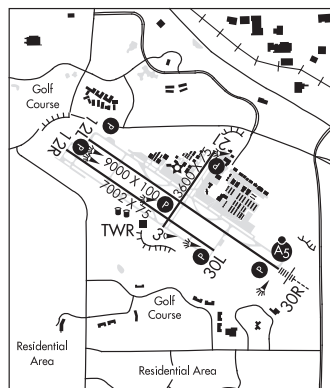 Golf
Course
P
12L
12R
P
21
P
9000 X 100
3600 X 75
7002 X 75
P
TWR
3
A5
P
30L
P
30R
Golf
Course
Residential
Area
Residential Area